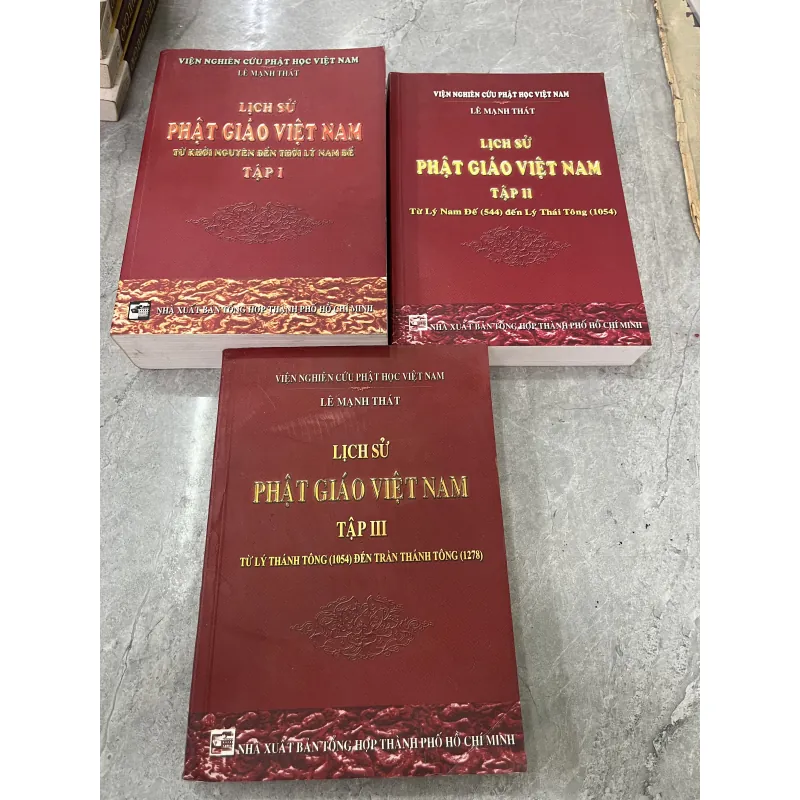 VIỆN NGHIÊN CỨU PHẬT HỌC VIỆT NAM
LÊ MẠNH THÁT
LỊCH SỬ
PHẬT GIÁO VIỆT NAM
TỪ KHỞI NGUYÊN ĐẾN THỜI LÝ NAM ĐẾ
TẬP I
NHÀ XUẤT BẢN TỔNG HỢP THÀNH PHỐ HỒ CHÍ MINH
VIỆN NGHIÊN CỨU PHẬT HỌC VIỆT NAM
LÊ MẠNH THÁT
LỊCH SỬ
PHẬT GIÁO VIỆT NAM
TẬP II
Từ Lý Nam Đế (544) đến Lý Thái Tông (1054)
NHÀ XUẤT BẢN TỔNG HỢP THÀNH PHỐ HỒ CHÍ MINH
VIỆN NGHIÊN CỨU PHẬT HỌC VIỆT NAM
LÊ MẠNH THÁT
LỊCH SỬ
PHẬT GIÁO VIỆT NAM
TẬP III
TỪ LÝ THÁNH TÔNG (1054) ĐẾN TRẦN THÁNH TÔNG (1278)
NHÀ XUẤT BẢN TỔNG HỢP THÀNH PHỐ HỒ CHÍ MINH